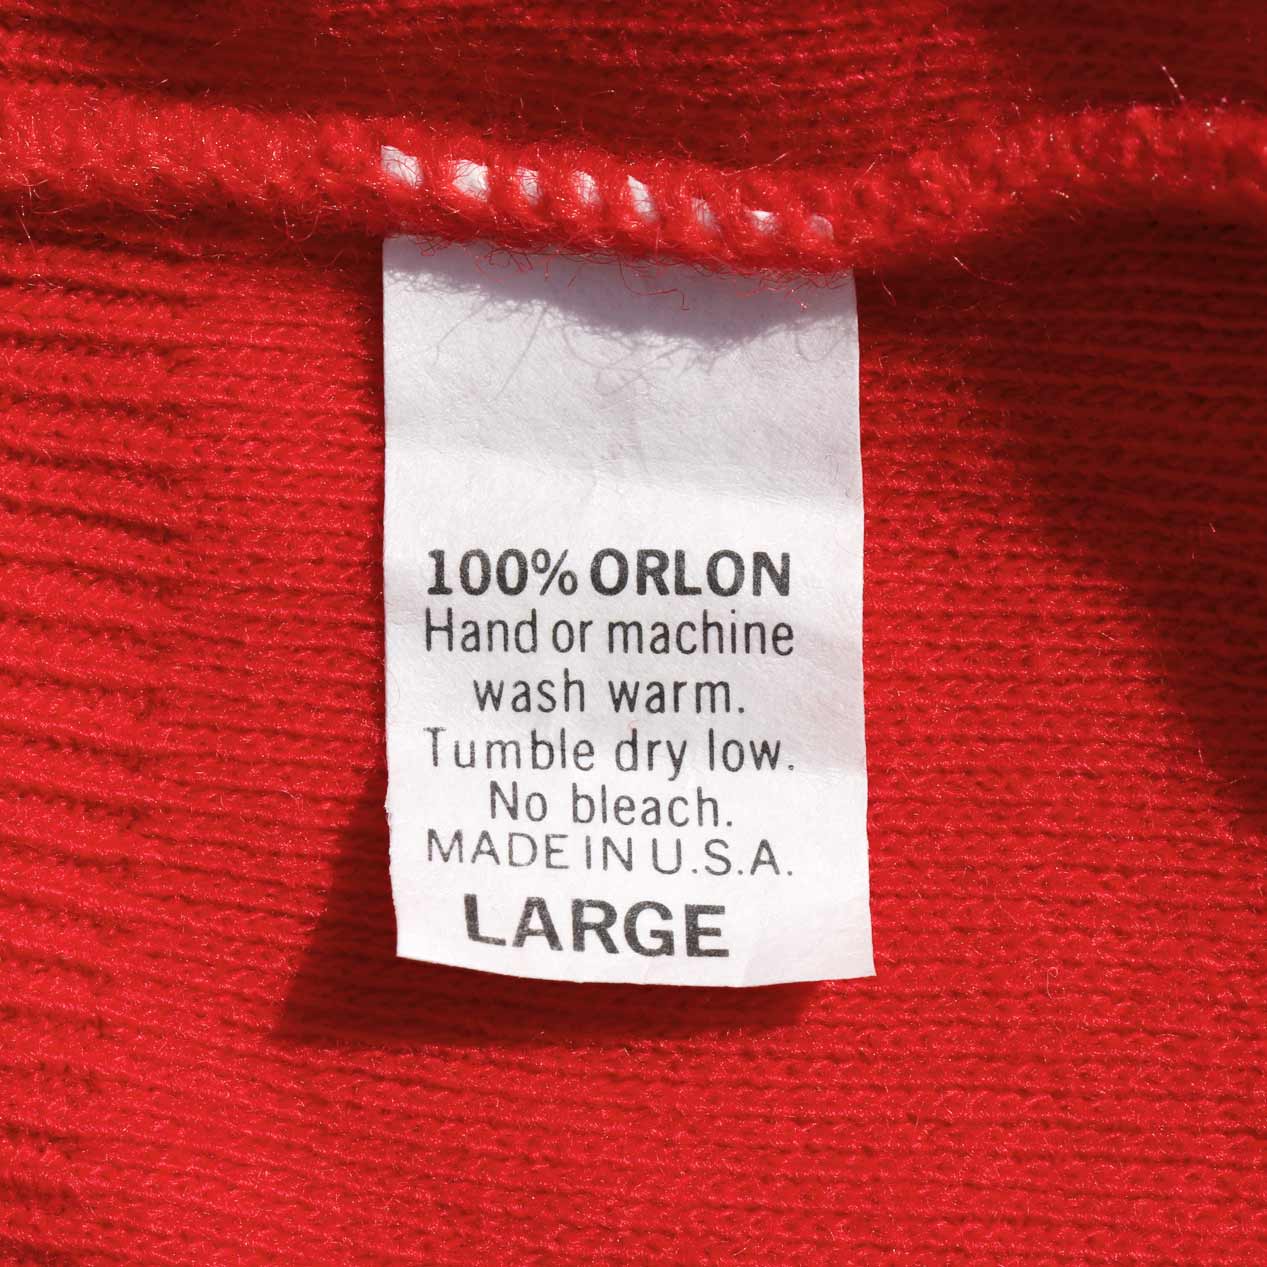 100% ORLON
Hand or machine
wash warm.
Tumble dry low.
No bleach.
MADE IN U.S.A.
LARGE